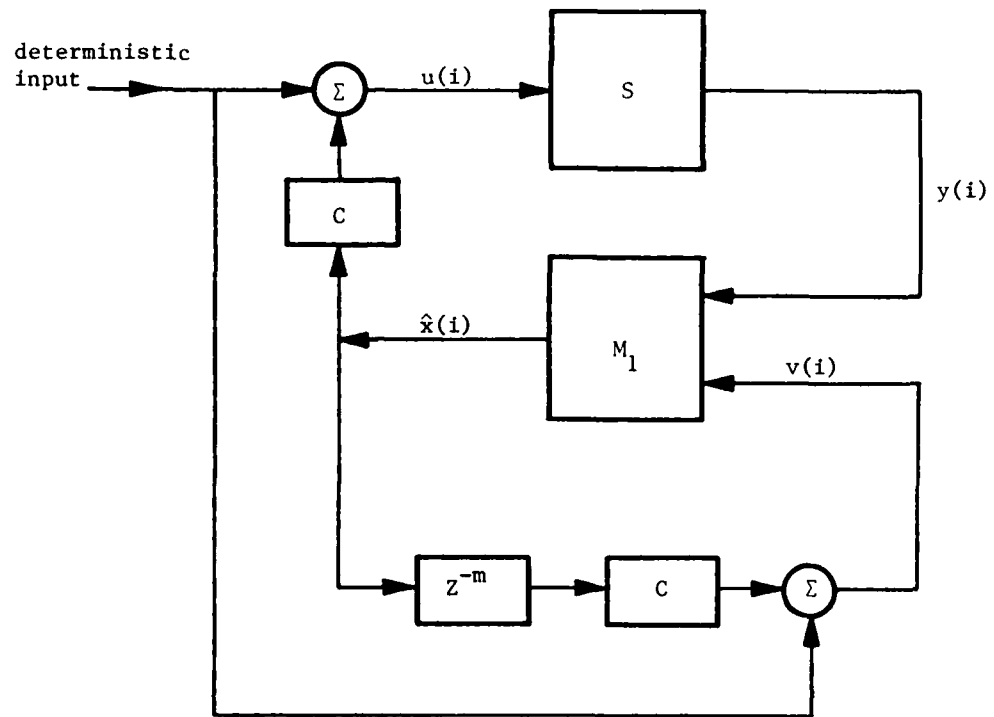 deterministic
input
Σ
u(i)
S
C
y(i)
x̂(i)
M₁
v(i)
Z⁻ᵐ
C
Σ